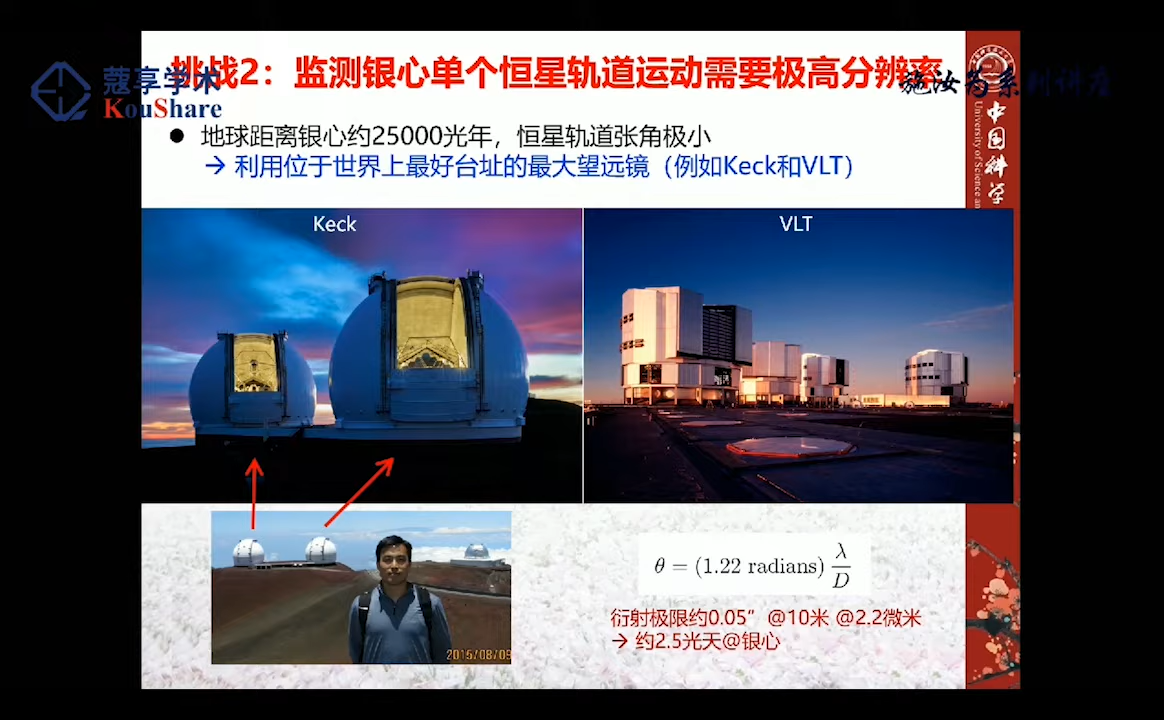 挑战2：监测银心单个恒星轨道运动需要极高分辨率
蔻享学术
KouShare
施汝为系列讲座
● 地球距离银心约25000光年，恒星轨道张角极小
→ 利用位于世界上最好台址的最大望远镜（例如Keck和VLT）
中国科学
University of Science an
Keck
VLT
2015/08/09
θ = (1.22 radians) λ/D
衍射极限约0.05” @10米 @2.2微米
→ 约2.5光天@银心